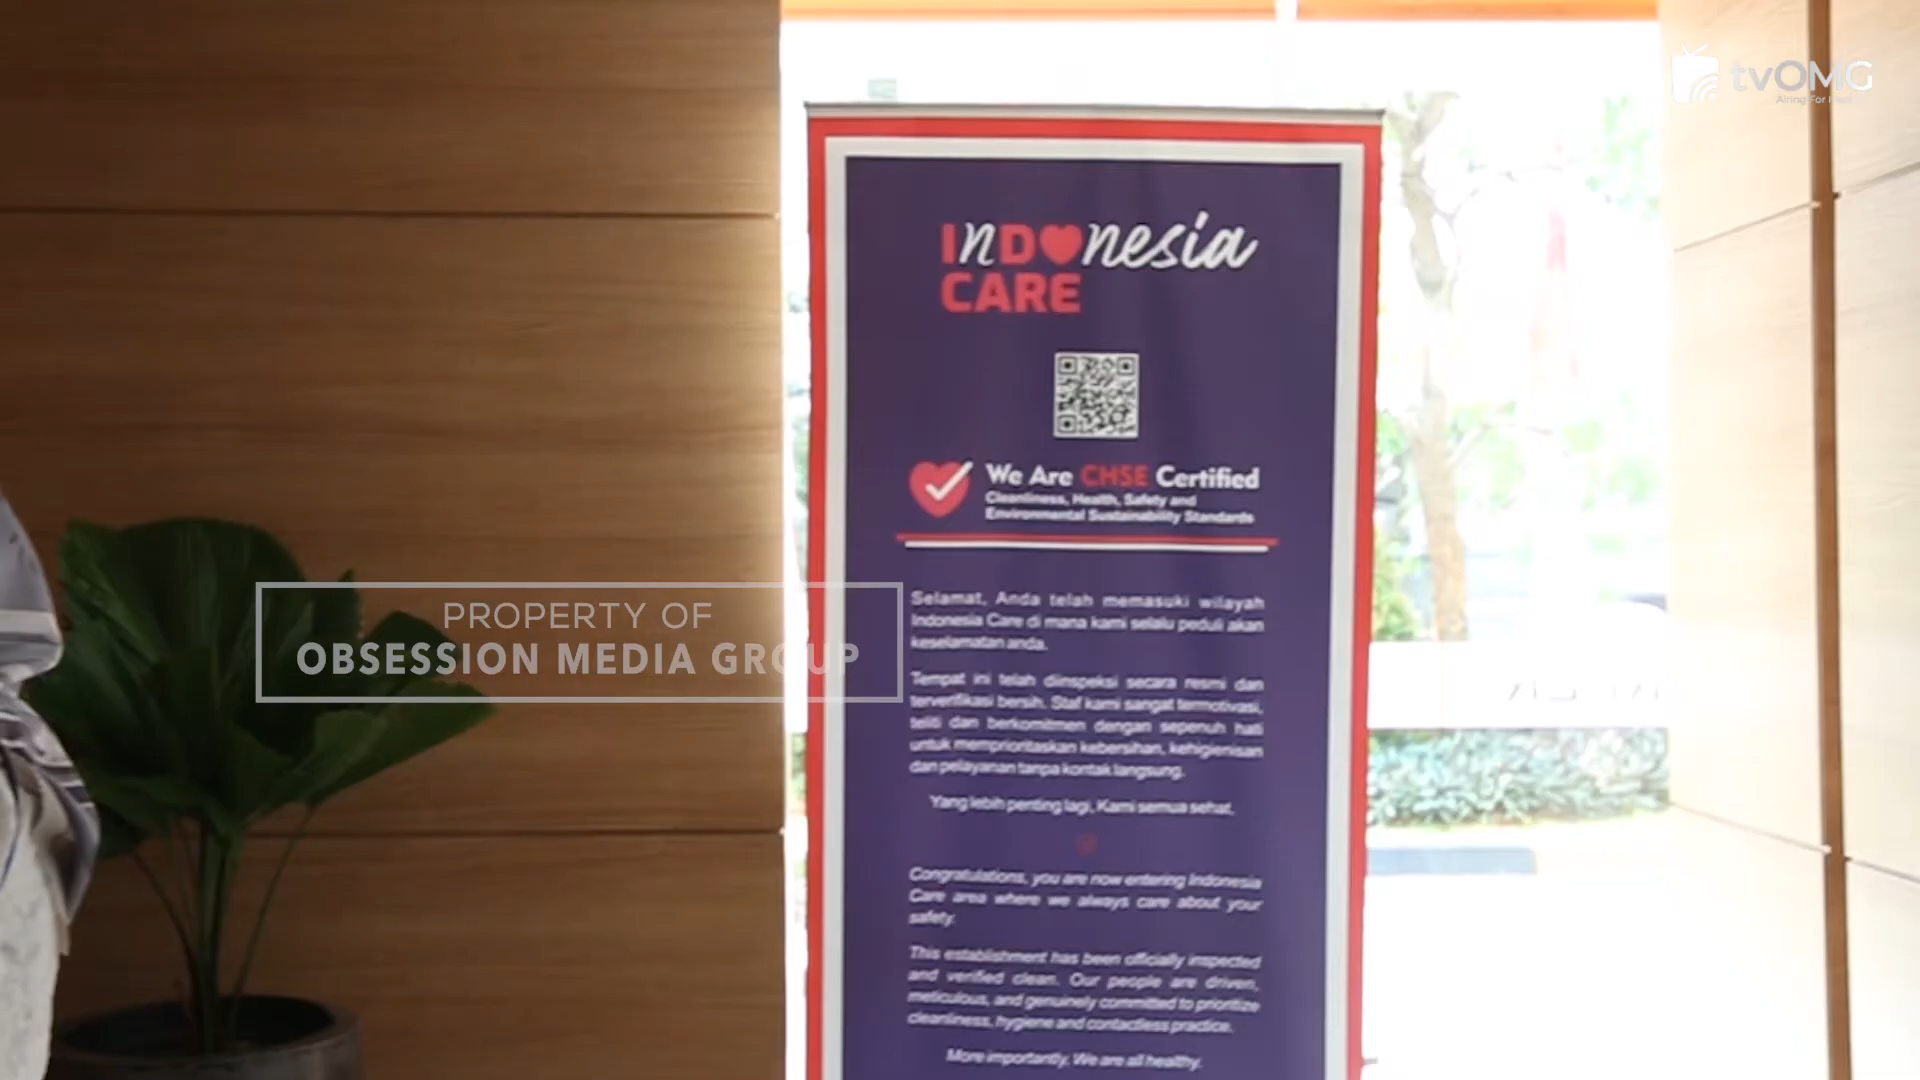 tvOMG
INDONESIA
CARE
We Are CHSE Certified
Cleanliness, Health, Safety and
Environmental Sustainability Standards
PROPERTY OF
OBSESSION MEDIA GROUP
Selamat, Anda telah memasuki wilayah
Indonesia Care di mana kami selalu peduli akan
keselamatan anda.
Tempat ini telah diinspeksi secara resmi dan
terverifikasi bersih. Staf kami sangat termotivasi,
teliti dan berkomitmen dengan sepenuh hati
untuk memprioritaskan kebersihan, kehigienisan
dan pelayanan tanpa kontak langsung.
Yang lebih penting lagi, Kami semua sehat.
Congratulations, you are now entering Indonesia
Care area where we always care about your
safety.
This establishment has been officially inspected
and verified clean. Our people are driven,
meticulous, and genuinely committed to prioritize
cleanliness, hygiene and contactless practice.
More importantly, We are all healthy.